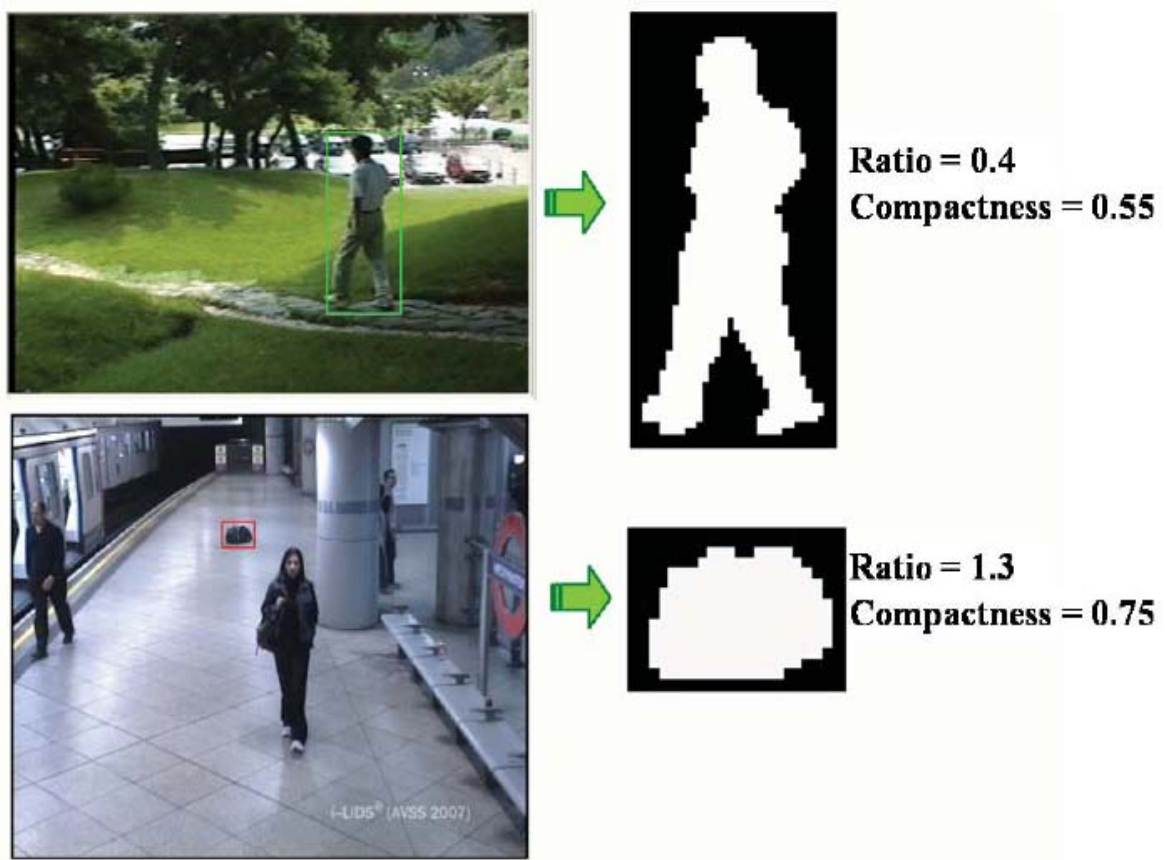 Ratio = 0.4
Compactness = 0.55
Ratio = 1.3
Compactness = 0.75
i-LIDS® (AVSS 2007)